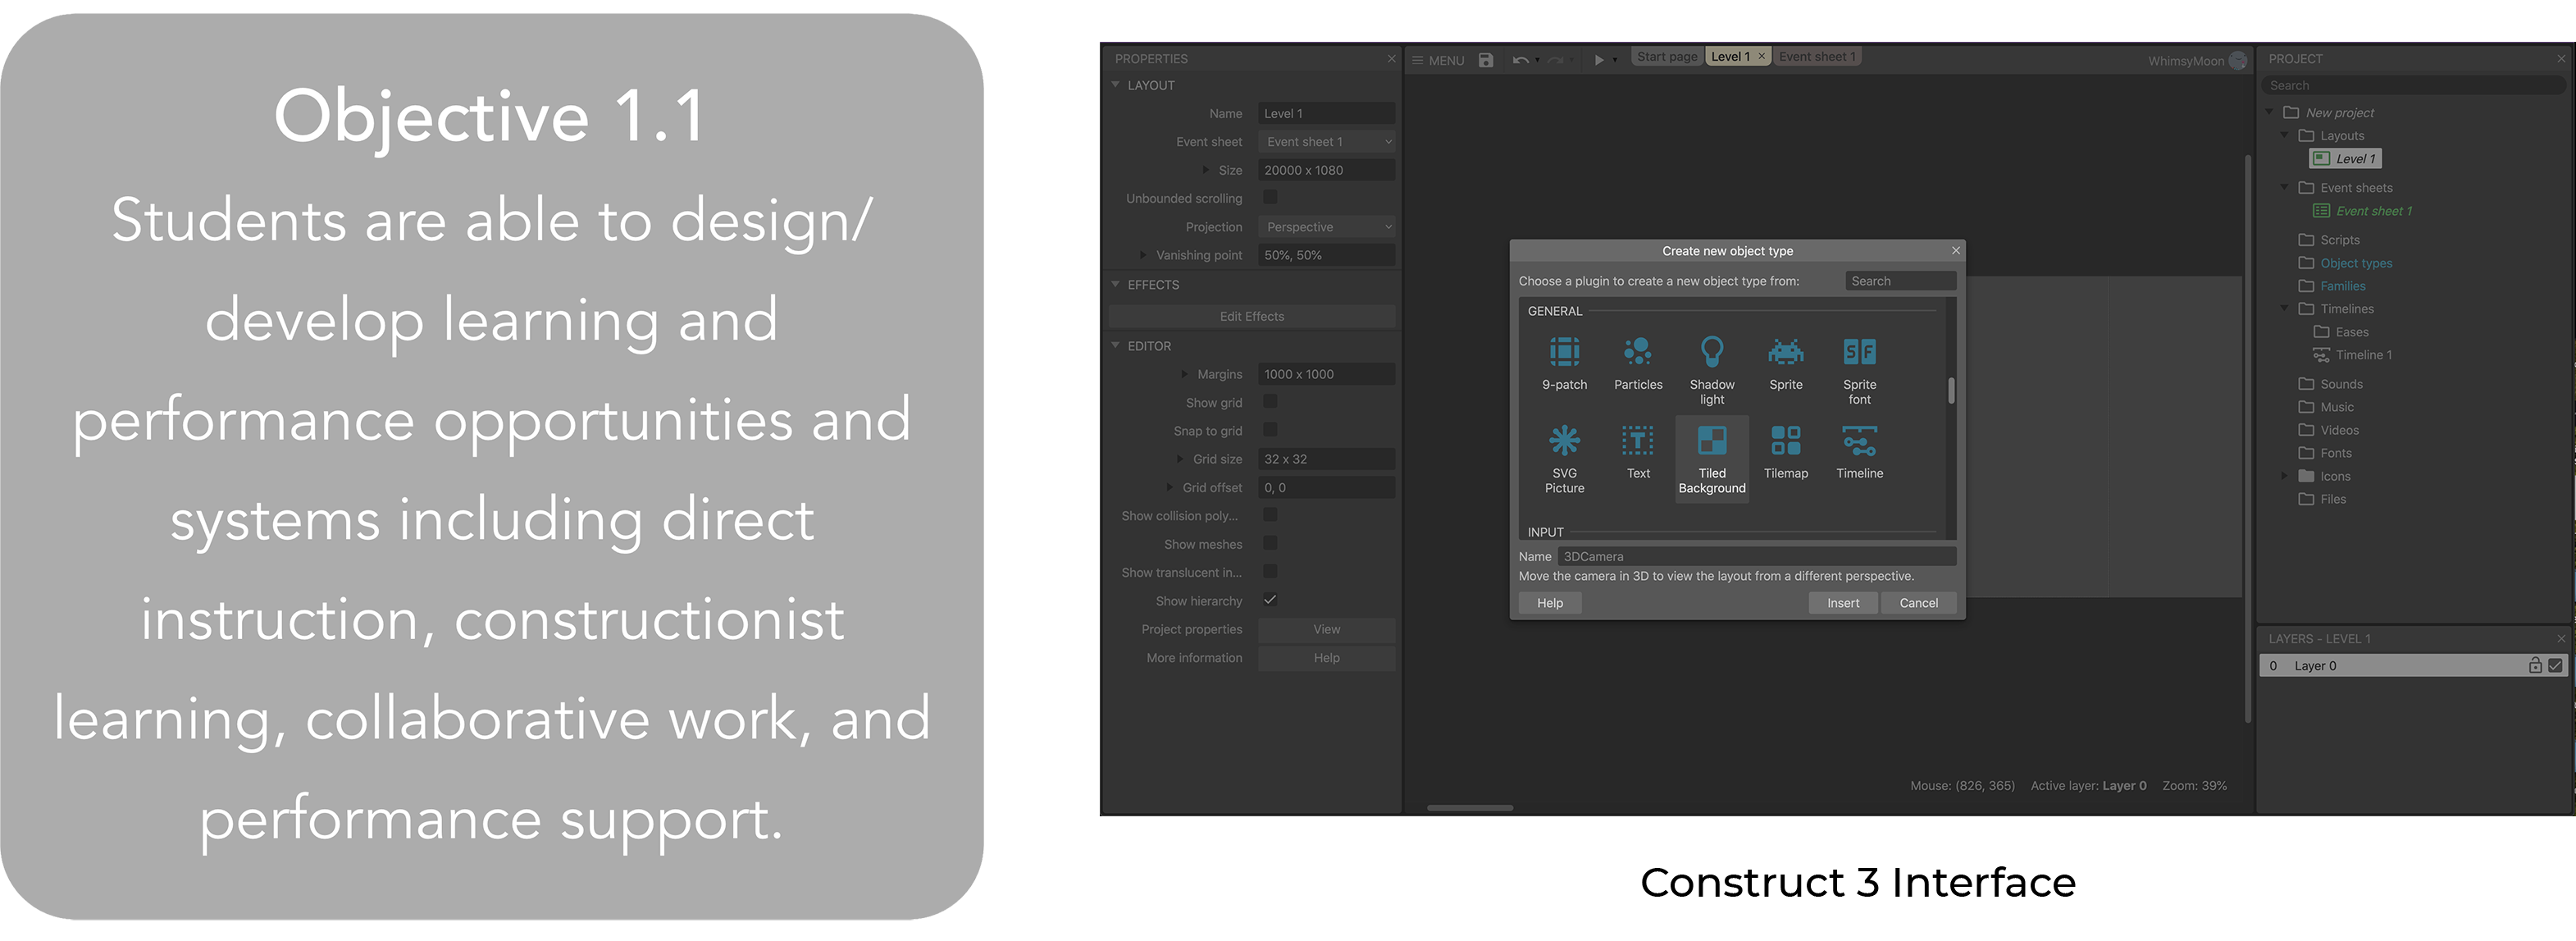 Objective 1.1
Students are able to design/
develop learning and
performance opportunities and
systems including direct
instruction, constructionist
learning, collaborative work, and
performance support.
PROPERTIES
LAYOUT
Name Level 1
Event sheet Event sheet 1
Size 20000 x 1080
Unbounded scrolling
Projection Perspective
Vanishing point 50%, 50%
EFFECTS
Edit Effects
EDITOR
Margins 1000 x 1000
Show grid
Snap to grid
Grid size 32 x 32
Grid offset 0, 0
Show collision poly...
Show meshes
Show translucent in...
Show hierarchy
Project properties View
More information Help
MENU Start page Level 1 Event sheet 1 WhimsyMoon
Create new object type
Choose a plugin to create a new object type from: Search
GENERAL
9-patch Particles Shadow light Sprite Sprite font
SVG Picture Text Tiled Background Tilemap Timeline
INPUT
Name 3DCamera
Move the camera in 3D to view the layout from a different perspective.
Help Insert Cancel
Mouse: (826, 365) Active layer: Layer 0 Zoom: 39%
PROJECT
Search
New project
Layouts
Level 1
Event sheets
Event sheet 1
Scripts
Object types
Families
Timelines
Eases
Timeline 1
Sounds
Music
Videos
Fonts
Icons
Files
LAYERS - LEVEL 1
0 Layer 0
Construct 3 Interface